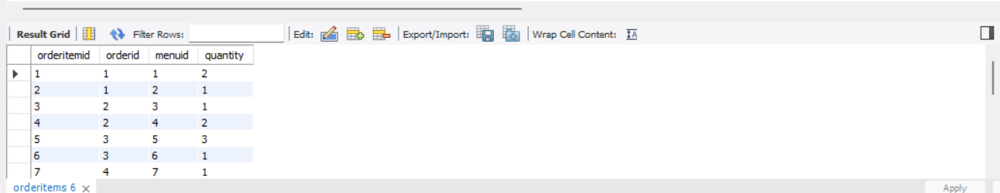 Result Grid Filter Rows: Edit: Export/Import: Wrap Cell Content: IA
orderitemid orderid menuid quantity
1 1 1 2
2 1 2 1
3 2 3 1
4 2 4 2
5 3 5 3
6 3 6 1
7 4 7 1
orderitems 6 × Apply